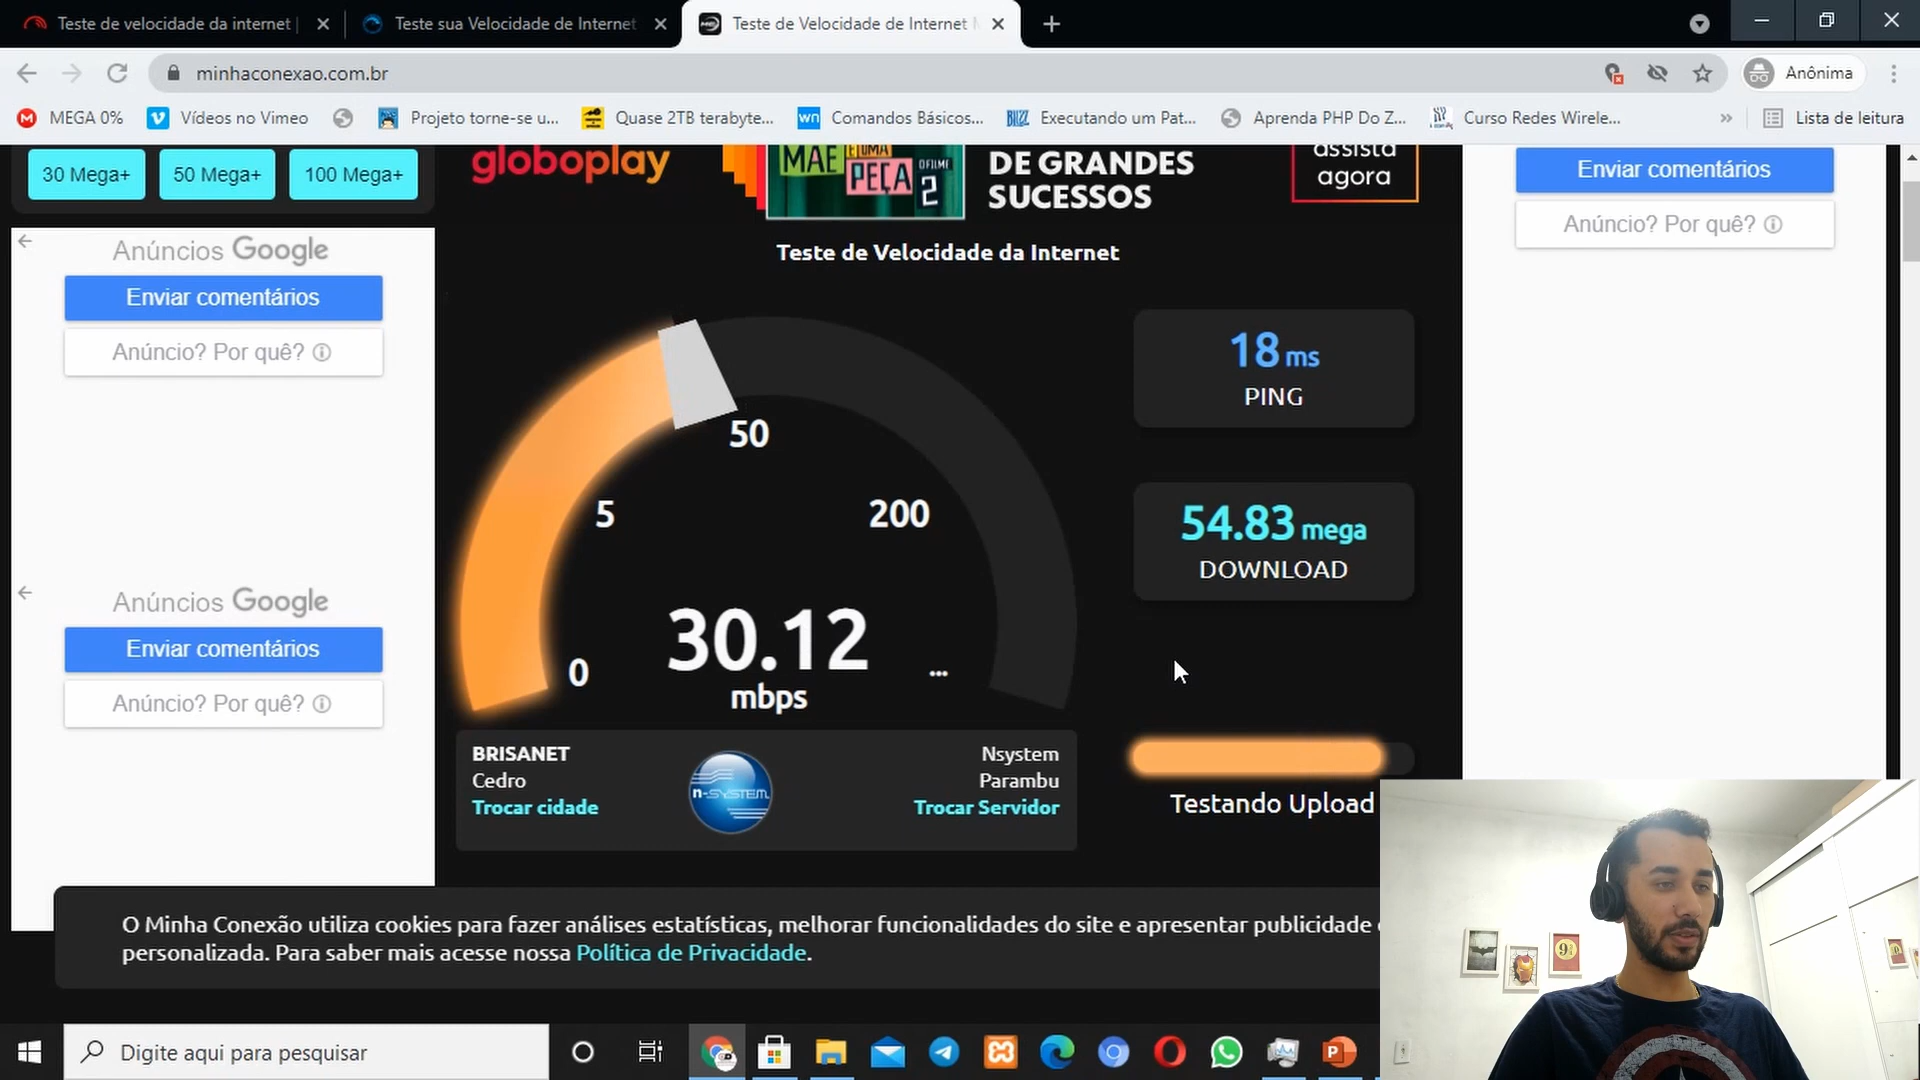 Teste de velocidade da internet |
Teste sua Velocidade de Internet
Teste de Velocidade de Internet
minhaconexao.com.br
Anônima
MEGA 0%
Vídeos no Vimeo
Projeto torne-se u...
Quase 2TB terabyte...
Comandos Básicos...
Executando um Pat...
Aprenda PHP Do Z...
Curso Redes Wirele...
Lista de leitura
30 Mega+
50 Mega+
100 Mega+
globoplay
MÃE É UMA PEÇA 2
O FILME
DE GRANDES
SUCESSOS
assista
agora
Enviar comentários
Anúncio? Por quê?
Anúncios Google
Enviar comentários
Anúncio? Por quê?
Anúncios Google
Enviar comentários
Anúncio? Por quê?
Teste de Velocidade da Internet
0
5
50
200
...
30.12
mbps
18 ms
PING
54.83 mega
DOWNLOAD
BRISANET
Cedro
Trocar cidade
n-SYSTEM
Nsystem
Parambu
Trocar Servidor
Testando Upload
O Minha Conexão utiliza cookies para fazer análises estatísticas, melhorar funcionalidades do site e apresentar publicidade
personalizada. Para saber mais acesse nossa Política de Privacidade.
Digite aqui para pesquisar